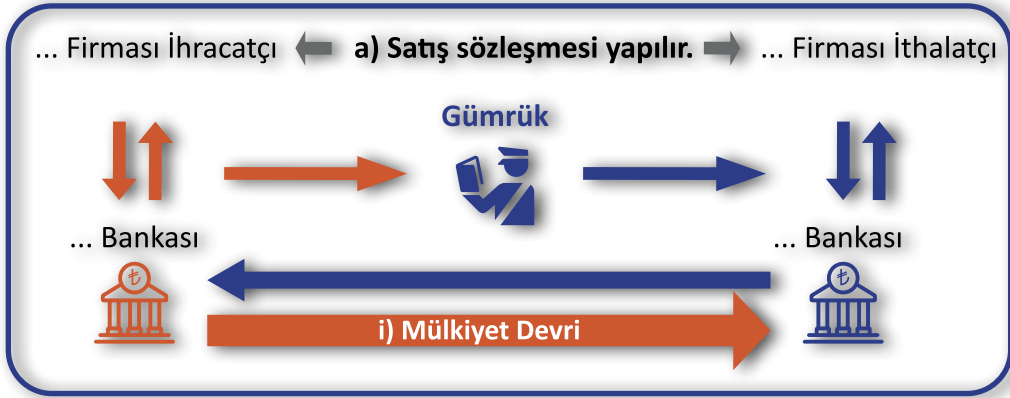 ... Firması İhracatçı
a) Satış sözleşmesi yapılır.
... Firması İthalatçı
Gümrük
... Bankası
... Bankası
₺
₺
i) Mülkiyet Devri